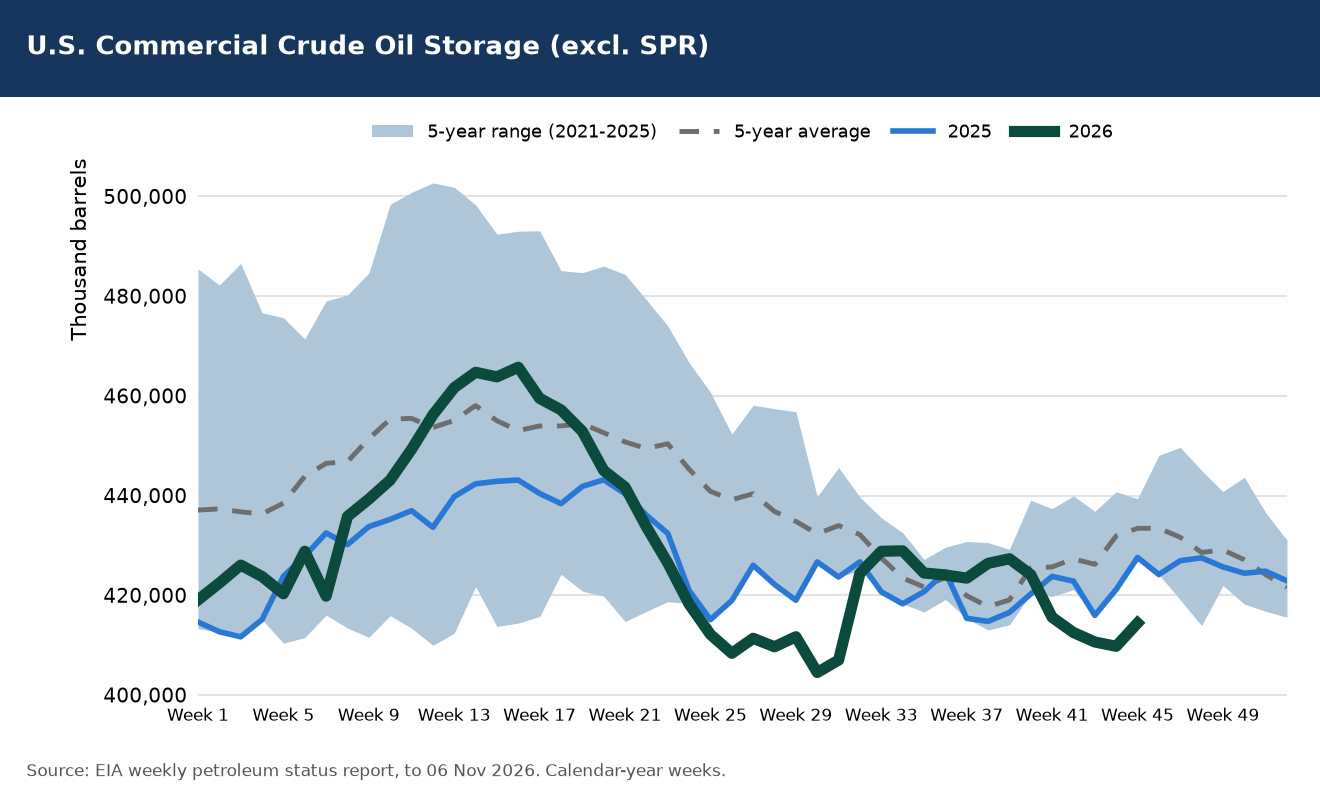 U.S. Commercial Crude Oil Storage (excl. SPR)
5-year range (2021-2025) 5-year average 2025 2026
Thousand barrels
500,000
480,000
460,000
440,000
420,000
400,000
Week 1 Week 5 Week 9 Week 13 Week 17 Week 21 Week 25 Week 29 Week 33 Week 37 Week 41 Week 45 Week 49
Source: EIA weekly petroleum status report, to 06 Nov 2026. Calendar-year weeks.